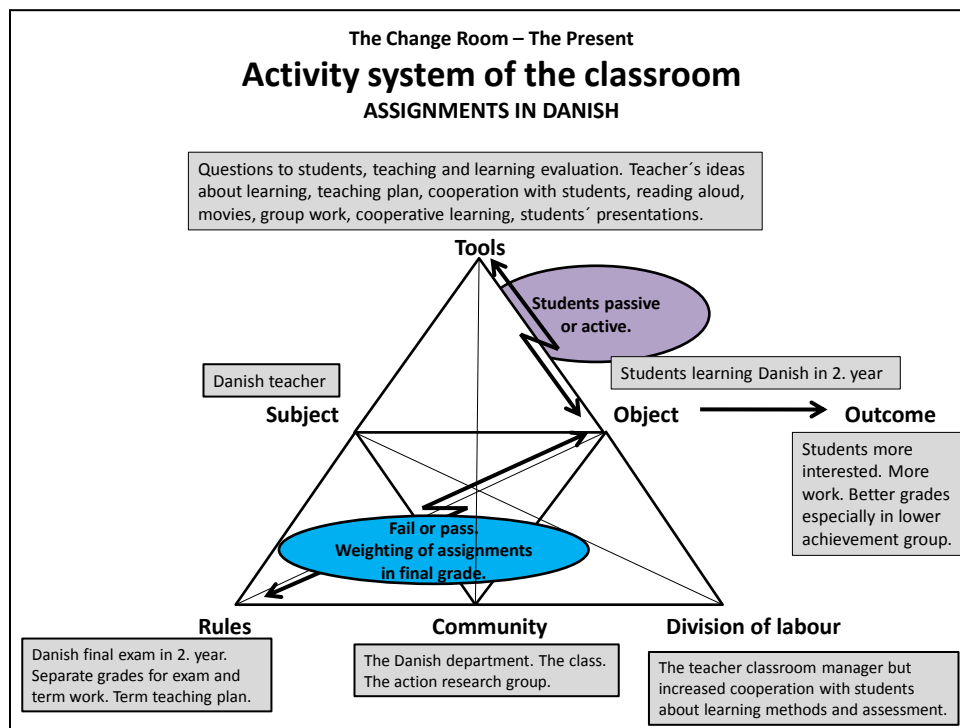 The Change Room – The Present
Activity system of the classroom
ASSIGNMENTS IN DANISH
Questions to students, teaching and learning evaluation. Teacher´s ideas
about learning, teaching plan, cooperation with students, reading aloud,
movies, group work, cooperative learning, students´ presentations.
Tools
Students passive
or active.
Danish teacher
Students learning Danish in 2. year
Subject
Object
Outcome
Students more
interested. More
work. Better grades
especially in lower
achievement group.
Fail or pass.
Weighting of assignments
in final grade.
Rules
Community
Division of labour
Danish final exam in 2. year.
Separate grades for exam and
term work. Term teaching plan.
The Danish department. The class.
The action research group.
The teacher classroom manager but
increased cooperation with students
about learning methods and assessment.